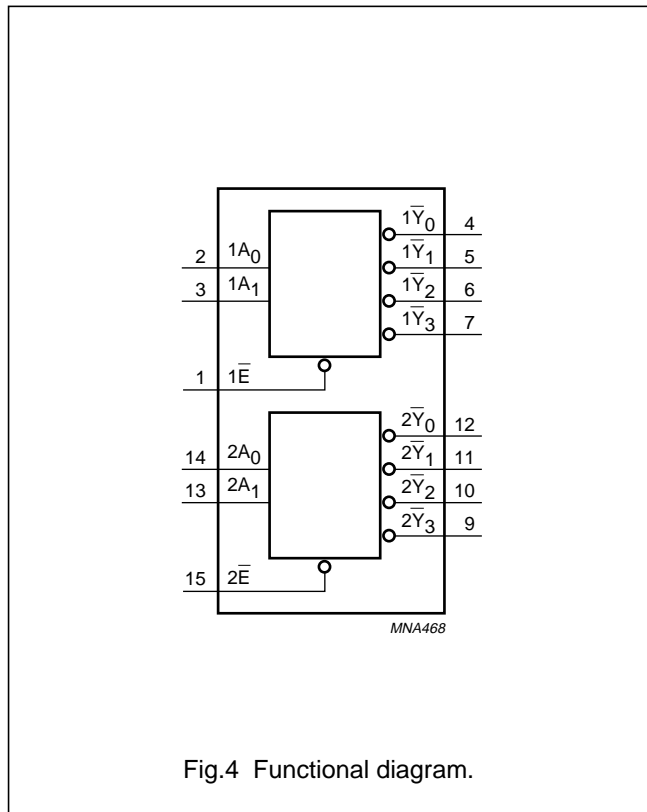 1Y̅0 4
2 1A0 1Y̅1 5
3 1A1 1Y̅2 6
1Y̅3 7
1 1E̅
2Y̅0 12
14 2A0 2Y̅1 11
13 2A1 2Y̅2 10
2Y̅3 9
15 2E̅
MNA468
Fig.4 Functional diagram.